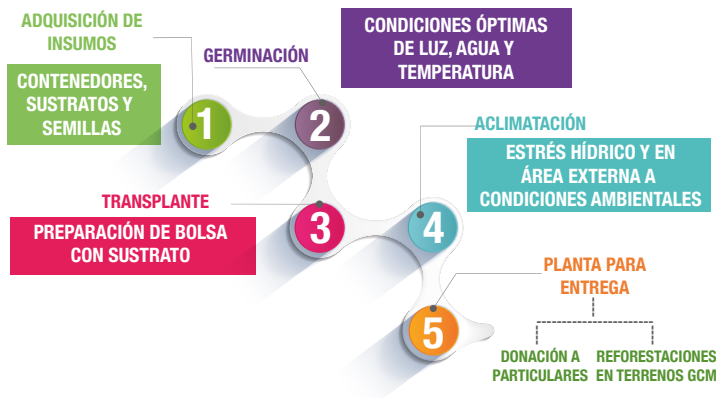 ADQUISICIÓN DE
INSUMOS
CONTENEDORES,
SUSTRATOS Y
SEMILLAS
1
GERMINACIÓN
CONDICIONES ÓPTIMAS
DE LUZ, AGUA Y
TEMPERATURA
2
TRANSPLANTE
PREPARACIÓN DE BOLSA
CON SUSTRATO
3
ACLIMATACIÓN
ESTRÉS HÍDRICO Y EN
ÁREA EXTERNA A
CONDICIONES AMBIENTALES
4
PLANTA PARA
ENTREGA
5
DONACIÓN A
PARTICULARES
REFORESTACIONES
EN TERRENOS GCM